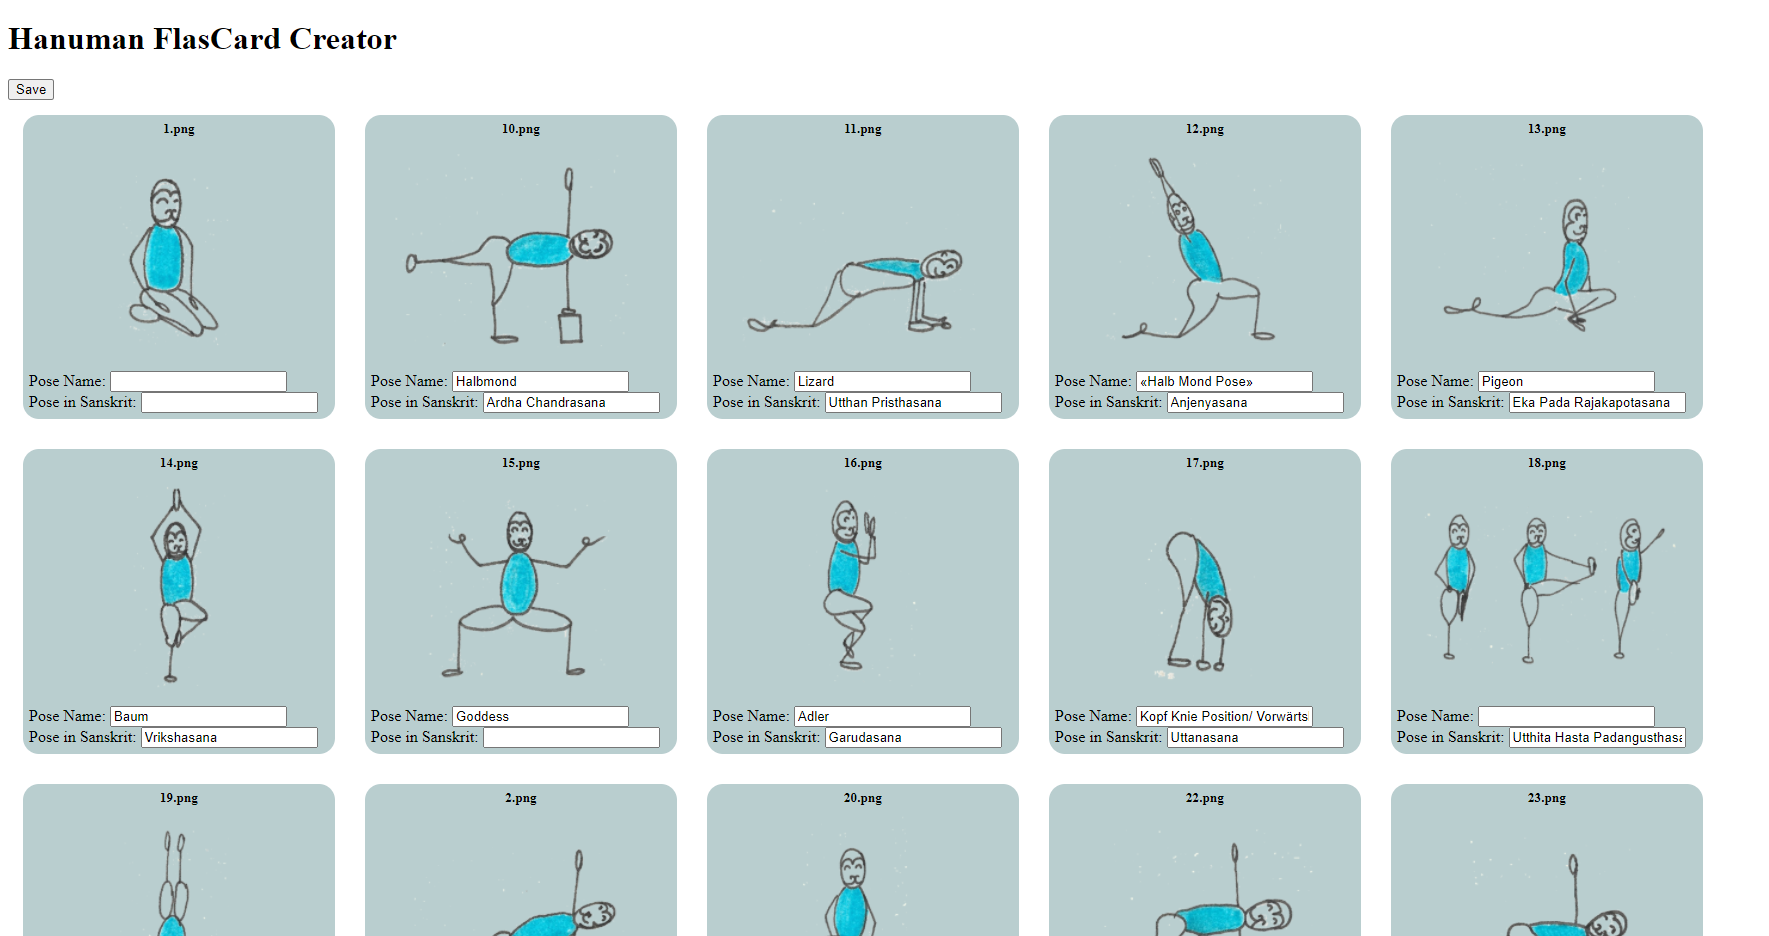 Hanuman FlasCard Creator
Save
1.png
10.png
11.png
12.png
13.png
Pose Name:
Pose in Sanskrit:
Pose Name: Halbmond
Pose in Sanskrit: Ardha Chandrasana
Pose Name: Lizard
Pose in Sanskrit: Utthan Pristhasana
Pose Name: «Halb Mond Pose»
Pose in Sanskrit: Anjenyasana
Pose Name: Pigeon
Pose in Sanskrit: Eka Pada Rajakapotasana
14.png
15.png
16.png
17.png
18.png
Pose Name: Baum
Pose in Sanskrit: Vrikshasana
Pose Name: Goddess
Pose in Sanskrit:
Pose Name: Adler
Pose in Sanskrit: Garudasana
Pose Name: Kopf Knie Position/ Vorwärts
Pose in Sanskrit: Uttanasana
Pose Name:
Pose in Sanskrit: Utthita Hasta Padangusthasa
19.png
2.png
20.png
22.png
23.png